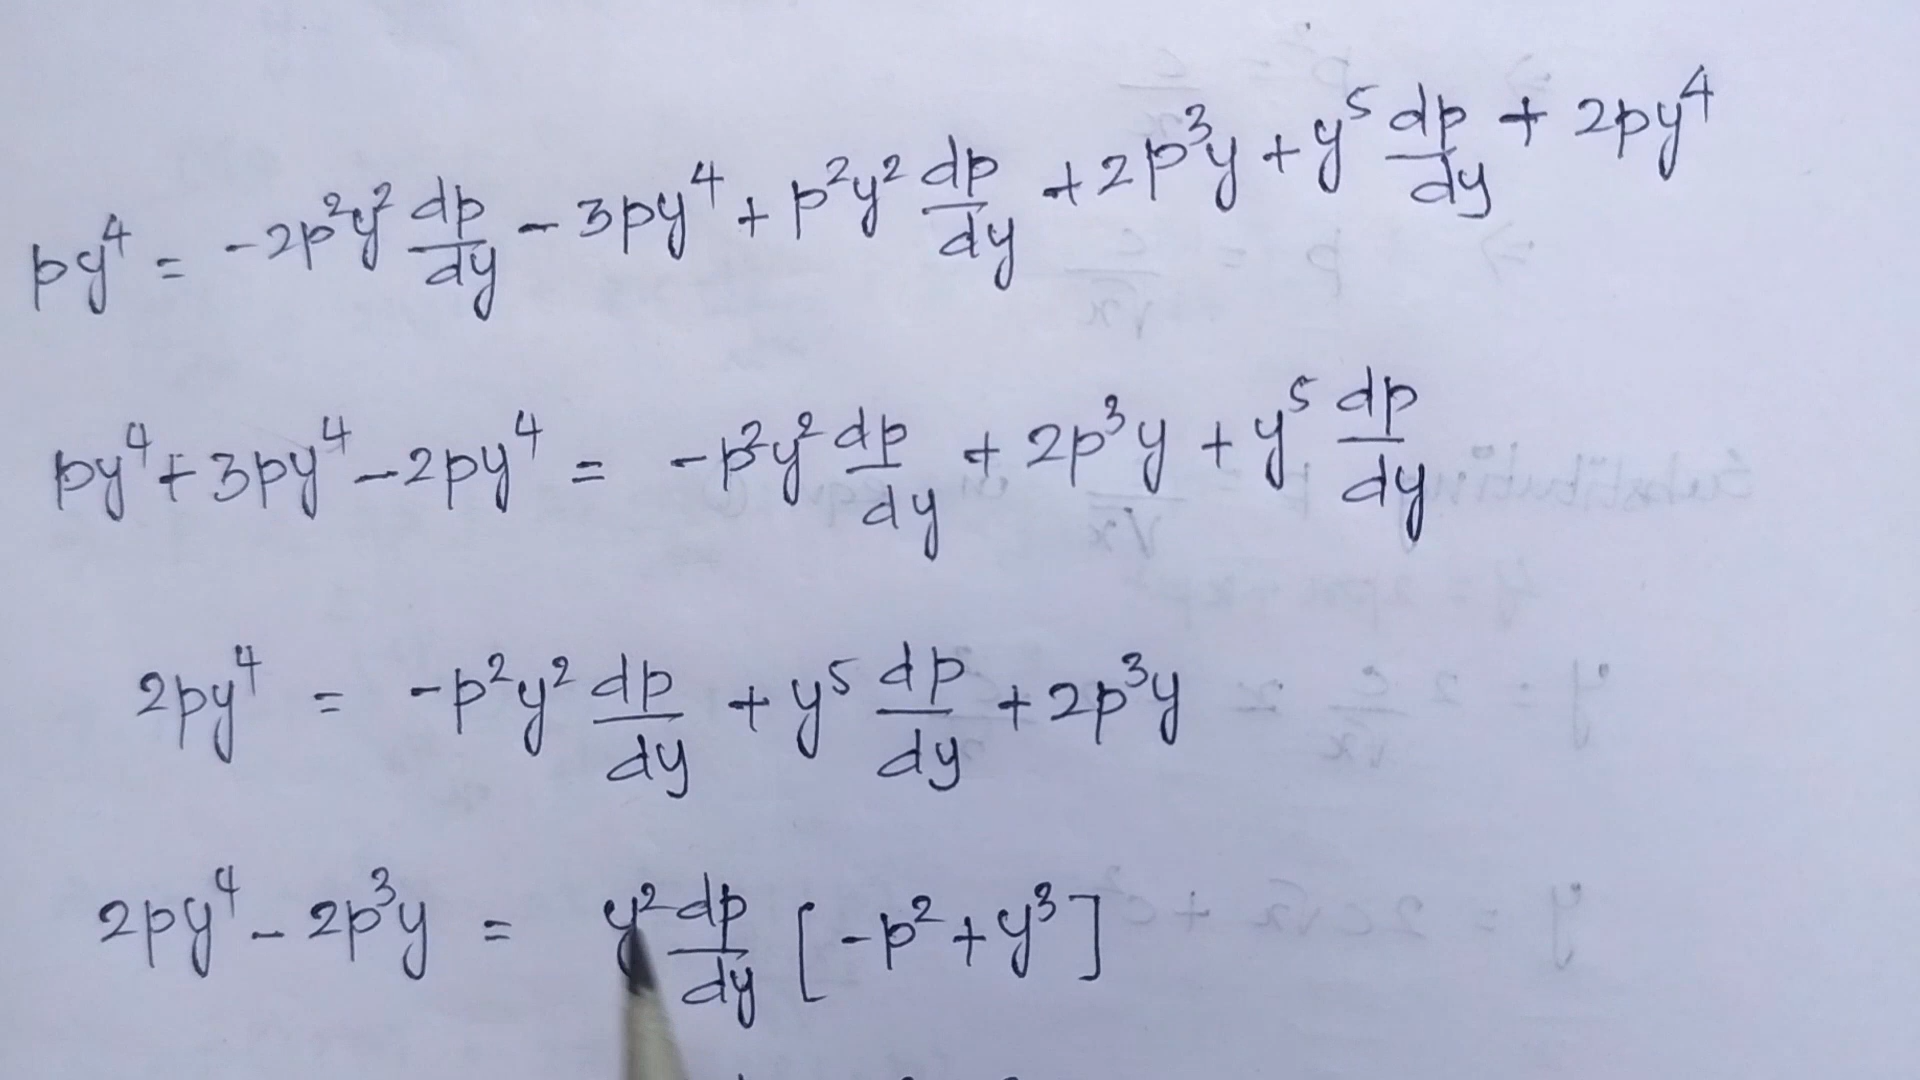 py⁴ = -2p²y² dp/dy - 3py⁴ + p²y² dp/dy + 2p³y + y⁵ dp/dy + 2py⁴
py⁴ + 3py⁴ - 2py⁴ = -p²y² dp/dy + 2p³y + y⁵ dp/dy
2py⁴ = -p²y² dp/dy + y⁵ dp/dy + 2p³y
2py⁴ - 2p³y = y² dp/dy [-p² + y³]